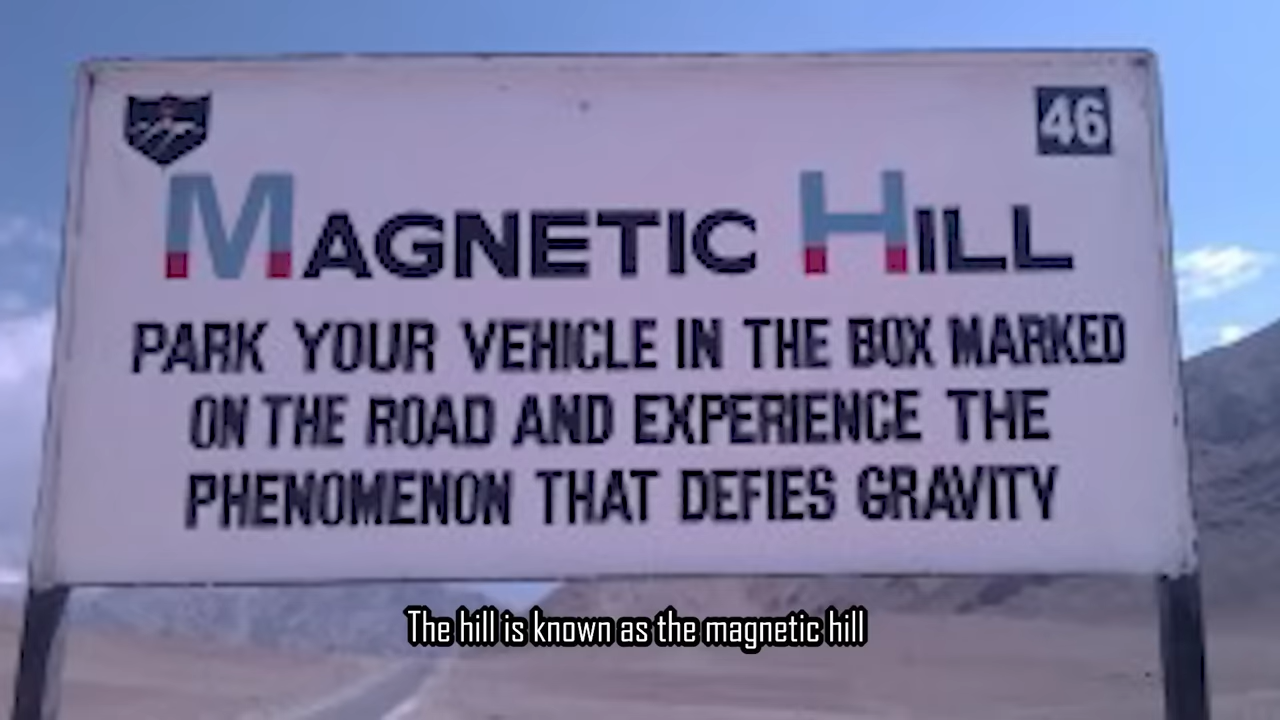 46
MAGNETIC HILL
PARK YOUR VEHICLE IN THE BOX MARKED
ON THE ROAD AND EXPERIENCE THE
PHENOMENON THAT DEFIES GRAVITY
The hill is known as the magnetic hill